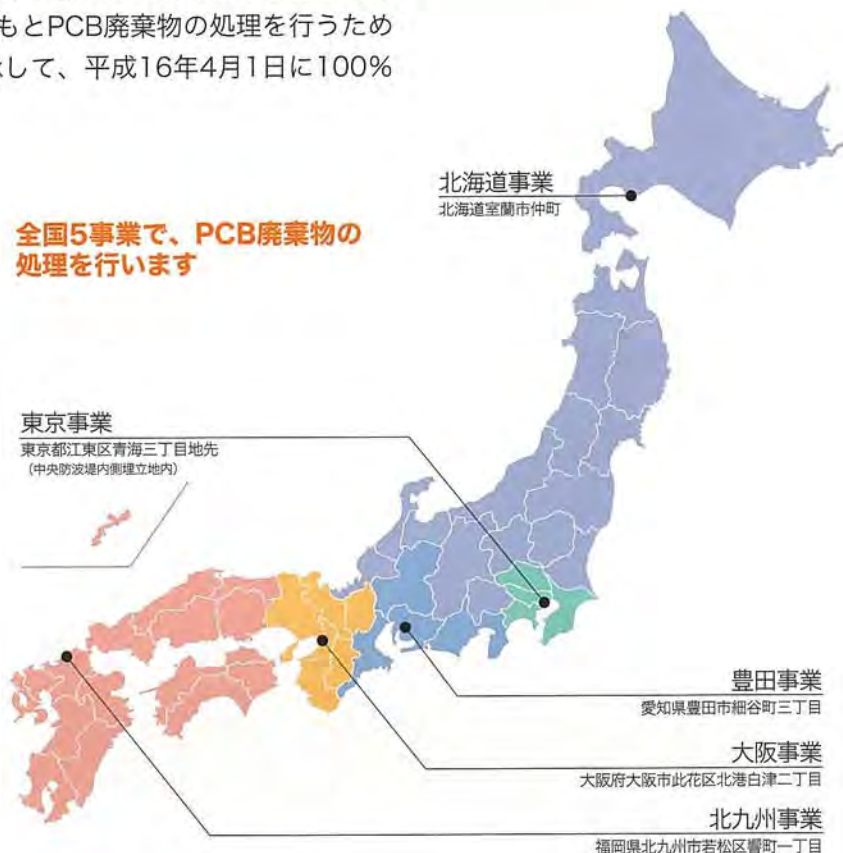 もとPCB廃棄物の処理を行うため
して、平成16年4月1日に100%
全国5事業で、PCB廃棄物の
処理を行います
北海道事業
北海道室蘭市仲町
東京事業
東京都江東区青海三丁目地先
（中央防波堤内側埋立地内）
豊田事業
愛知県豊田市細谷町三丁目
大阪事業
大阪府大阪市此花区北港白津二丁目
北九州事業
福岡県北九州市若松区響町一丁目